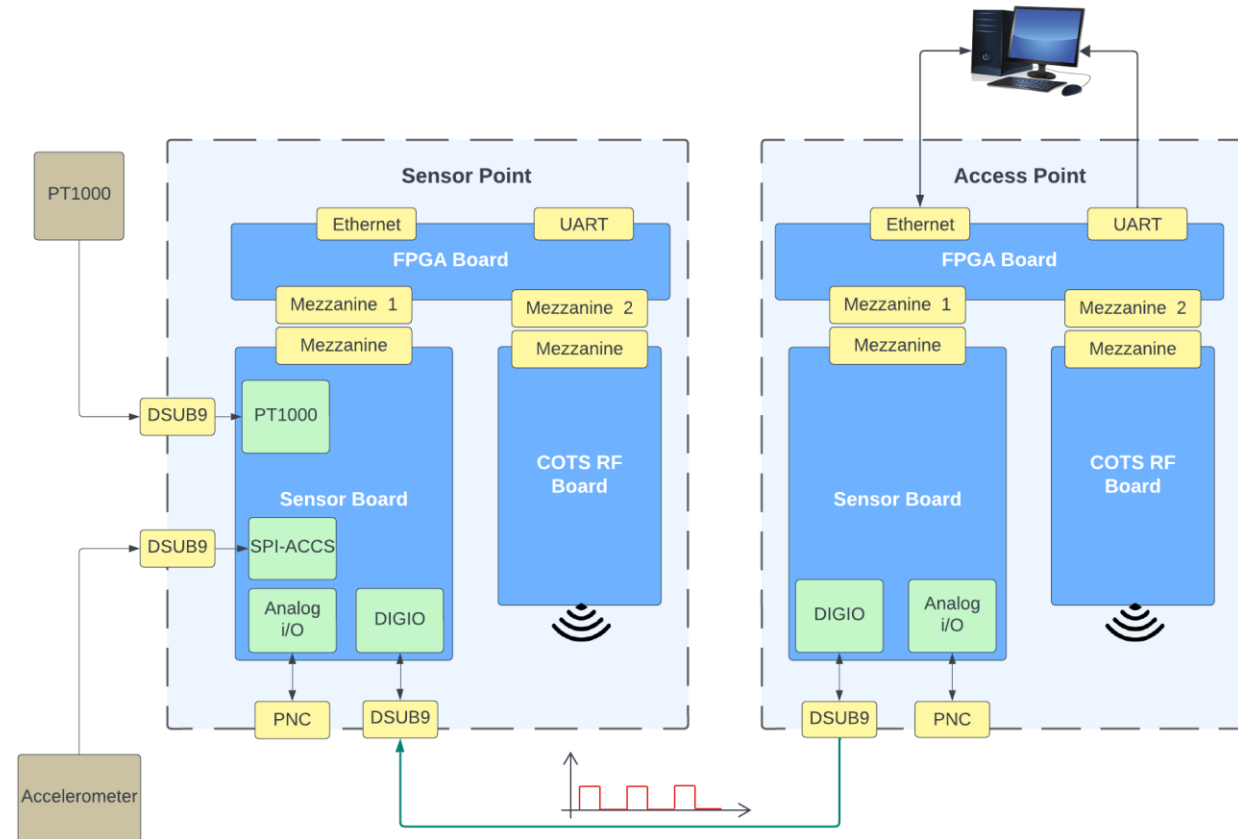 Sensor Point
Access Point
PT1000
Ethernet
UART
FPGA Board
Mezzanine 1
Mezzanine 2
Mezzanine
Mezzanine
DSUB9
PT1000
COTS RF
Board
Sensor Board
DSUB9
SPI-ACCS
Analog
i/O
DIGIO
PNC
DSUB9
Accelerometer
Ethernet
UART
FPGA Board
Mezzanine 1
Mezzanine 2
Mezzanine
Mezzanine
COTS RF
Board
Sensor Board
DIGIO
Analog
i/O
DSUB9
PNC